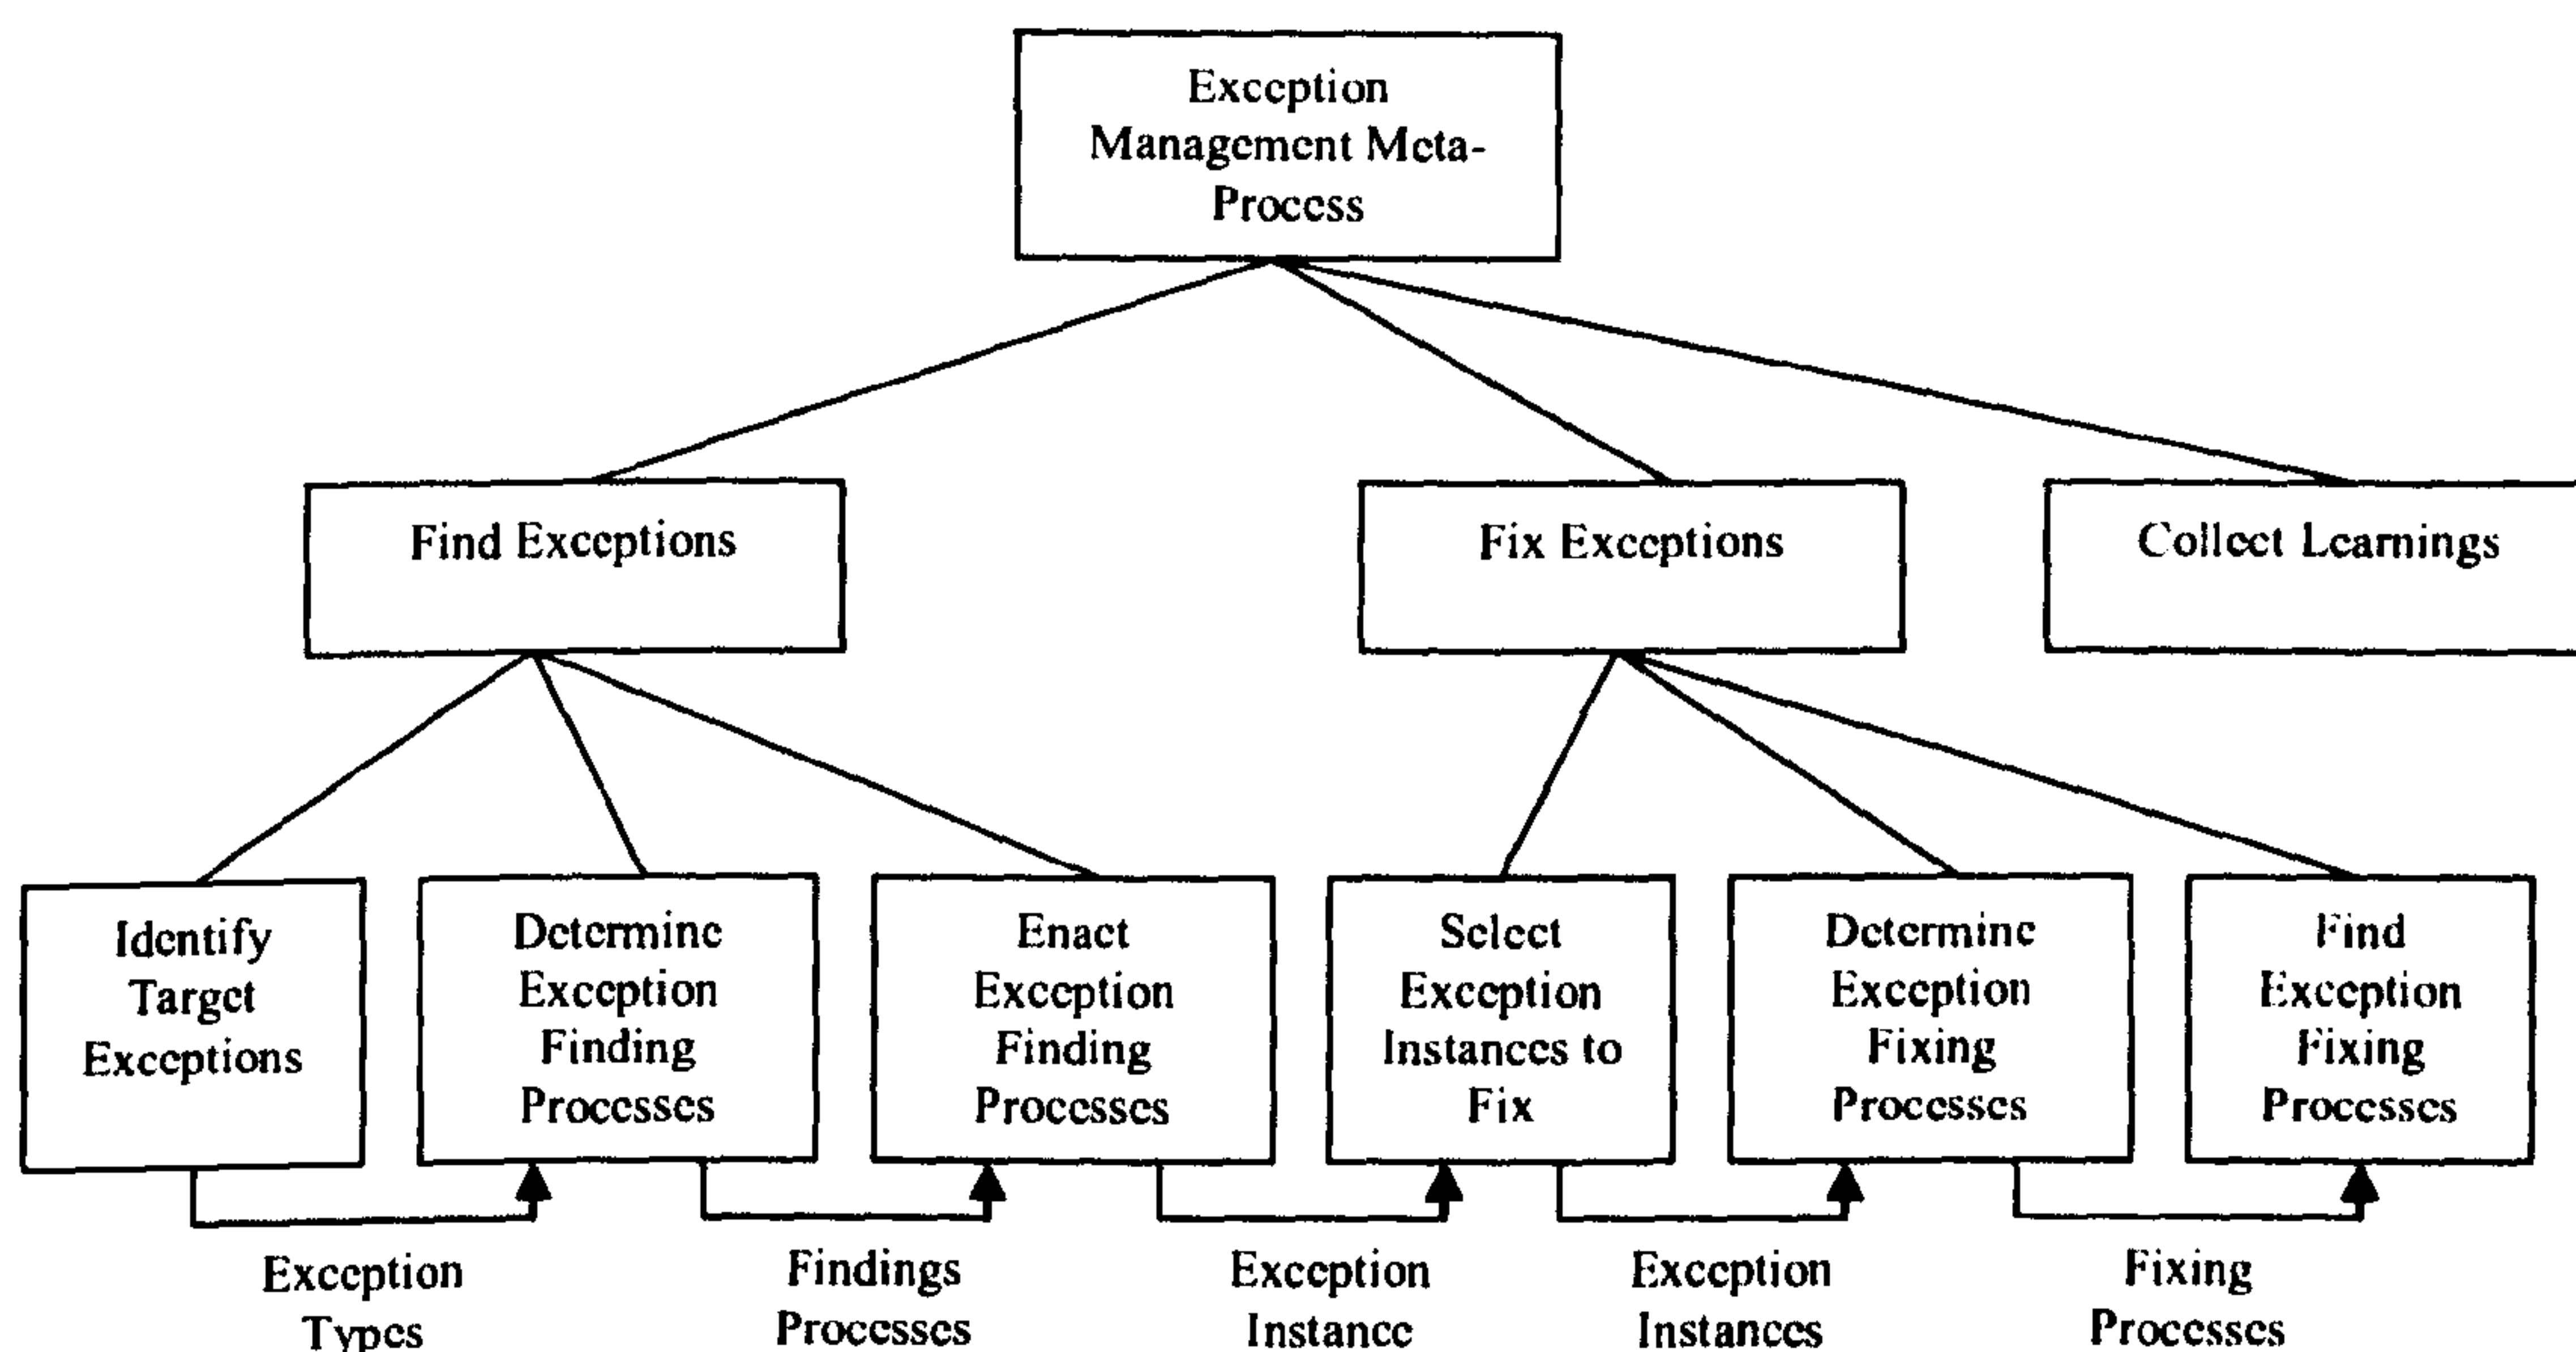 Exception
Management Meta-
Process
Find Exceptions
Fix Exceptions
Collect Learnings
Identify
Target
Exceptions
Determine
Exception
Finding
Processes
Enact
Exception
Finding
Processes
Select
Exception
Instances to
Fix
Determine
Exception
Fixing
Processes
Find
Exception
Fixing
Processes
Exception
Types
Findings
Processes
Exception
Instance
Exception
Instances
Fixing
Processes